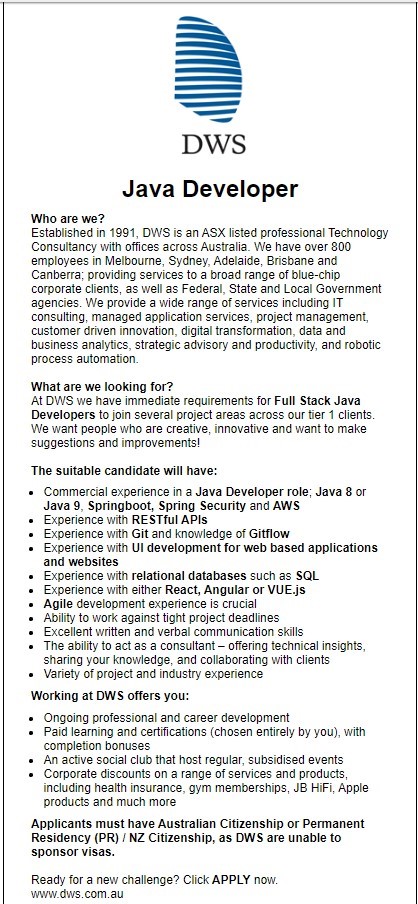 DWS
Java Developer
Who are we?
Established in 1991, DWS is an ASX listed professional Technology
Consultancy with offices across Australia. We have over 800
employees in Melbourne, Sydney, Adelaide, Brisbane and
Canberra; providing services to a broad range of blue-chip
corporate clients, as well as Federal, State and Local Government
agencies. We provide a wide range of services including IT
consulting, managed application services, project management,
customer driven innovation, digital transformation, data and
business analytics, strategic advisory and productivity, and robotic
process automation.
What are we looking for?
At DWS we have immediate requirements for Full Stack Java
Developers to join several project areas across our tier 1 clients.
We want people who are creative, innovative and want to make
suggestions and improvements!
The suitable candidate will have:
• Commercial experience in a Java Developer role; Java 8 or
Java 9, Springboot, Spring Security and AWS
• Experience with RESTful APIs
• Experience with Git and knowledge of Gitflow
• Experience with UI development for web based applications
and websites
• Experience with relational databases such as SQL
• Experience with either React, Angular or VUE.js
• Agile development experience is crucial
• Ability to work against tight project deadlines
• Excellent written and verbal communication skills
• The ability to act as a consultant – offering technical insights,
sharing your knowledge, and collaborating with clients
• Variety of project and industry experience
Working at DWS offers you:
• Ongoing professional and career development
• Paid learning and certifications (chosen entirely by you), with
completion bonuses
• An active social club that host regular, subsidised events
• Corporate discounts on a range of services and products,
including health insurance, gym memberships, JB HiFi, Apple
products and much more
Applicants must have Australian Citizenship or Permanent
Residency (PR) / NZ Citizenship, as DWS are unable to
sponsor visas.
Ready for a new challenge? Click APPLY now.
www.dws.com.au